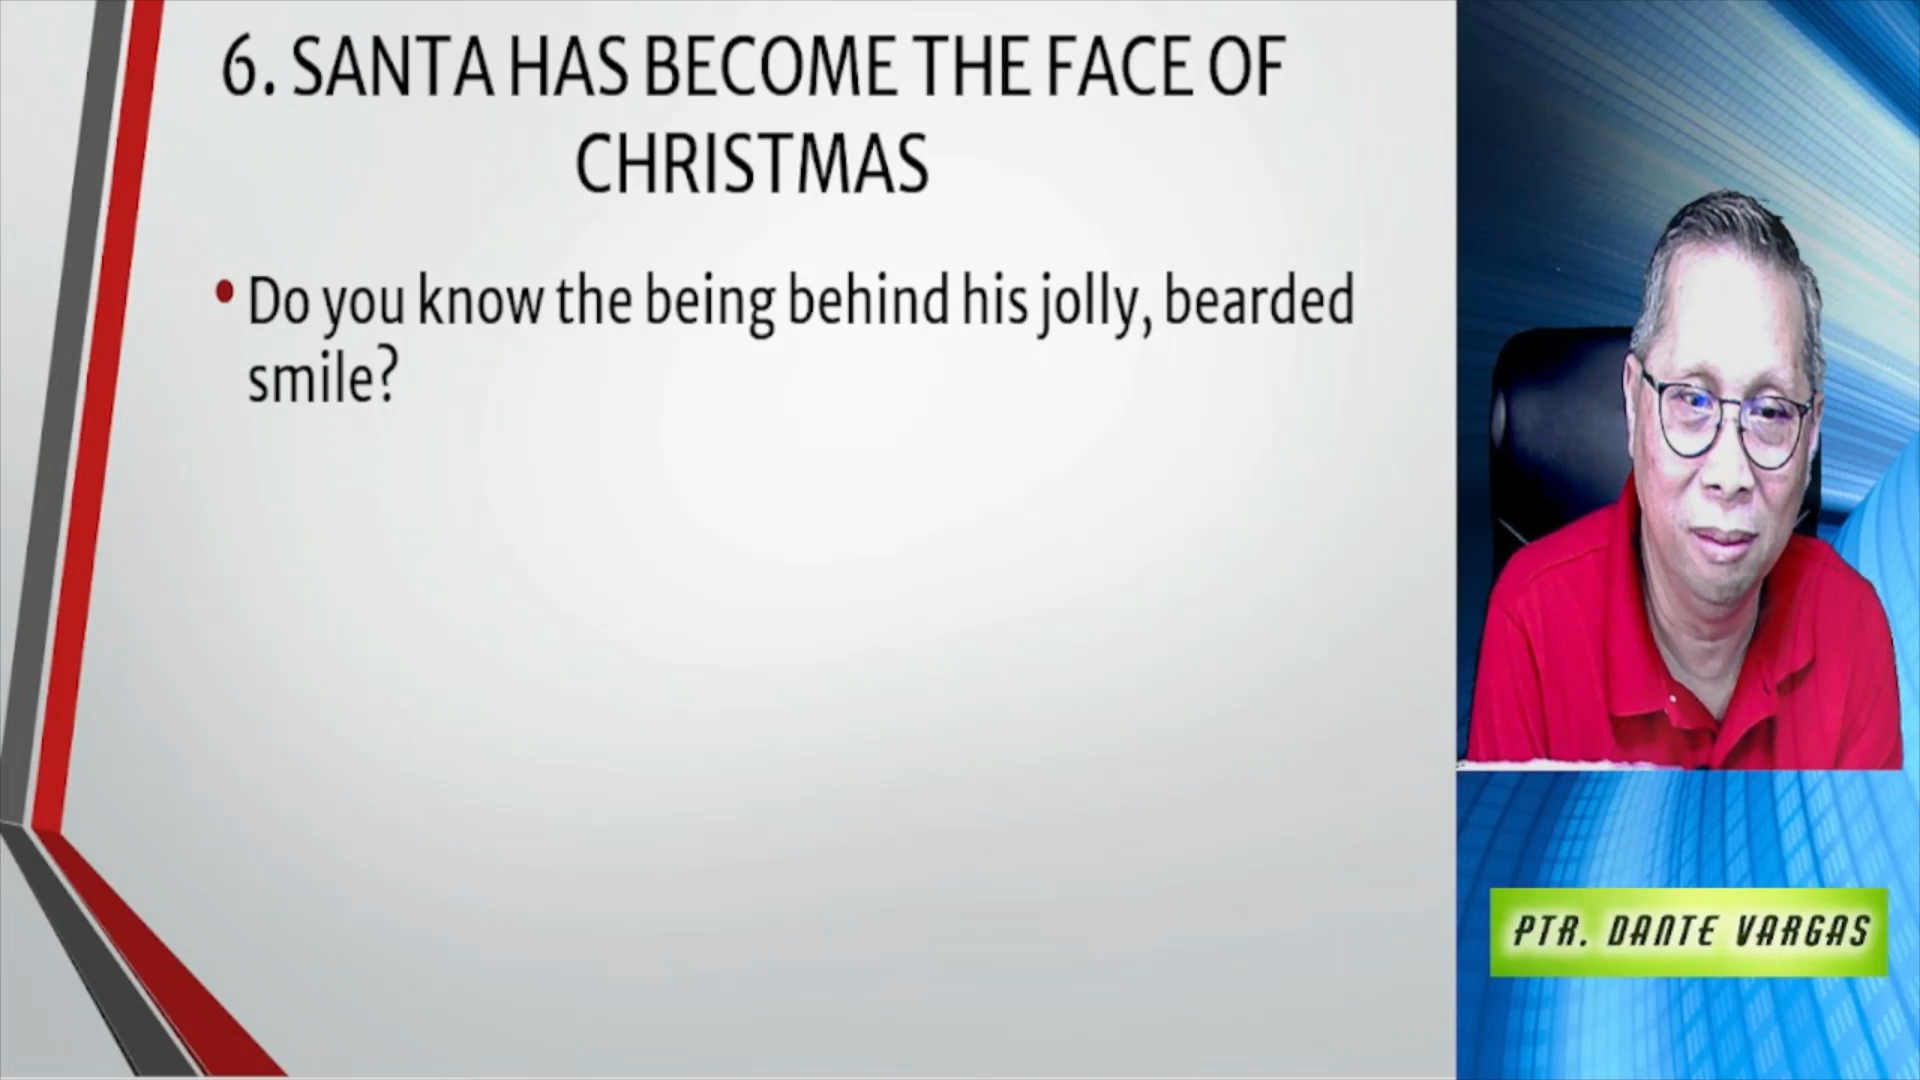 6. SANTA HAS BECOME THE FACE OF
CHRISTMAS
• Do you know the being behind his jolly, bearded
smile?
PTR. DANTE VARGAS